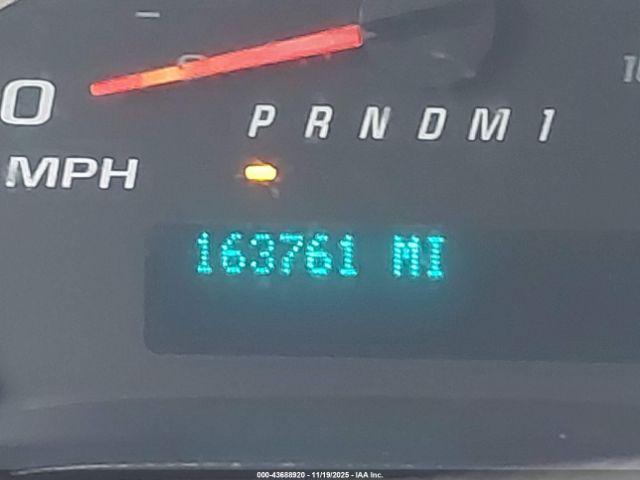 0
MPH
P R N D M 1
163761 MI
000-43688920 - 11/19/2025 - IAA Inc.